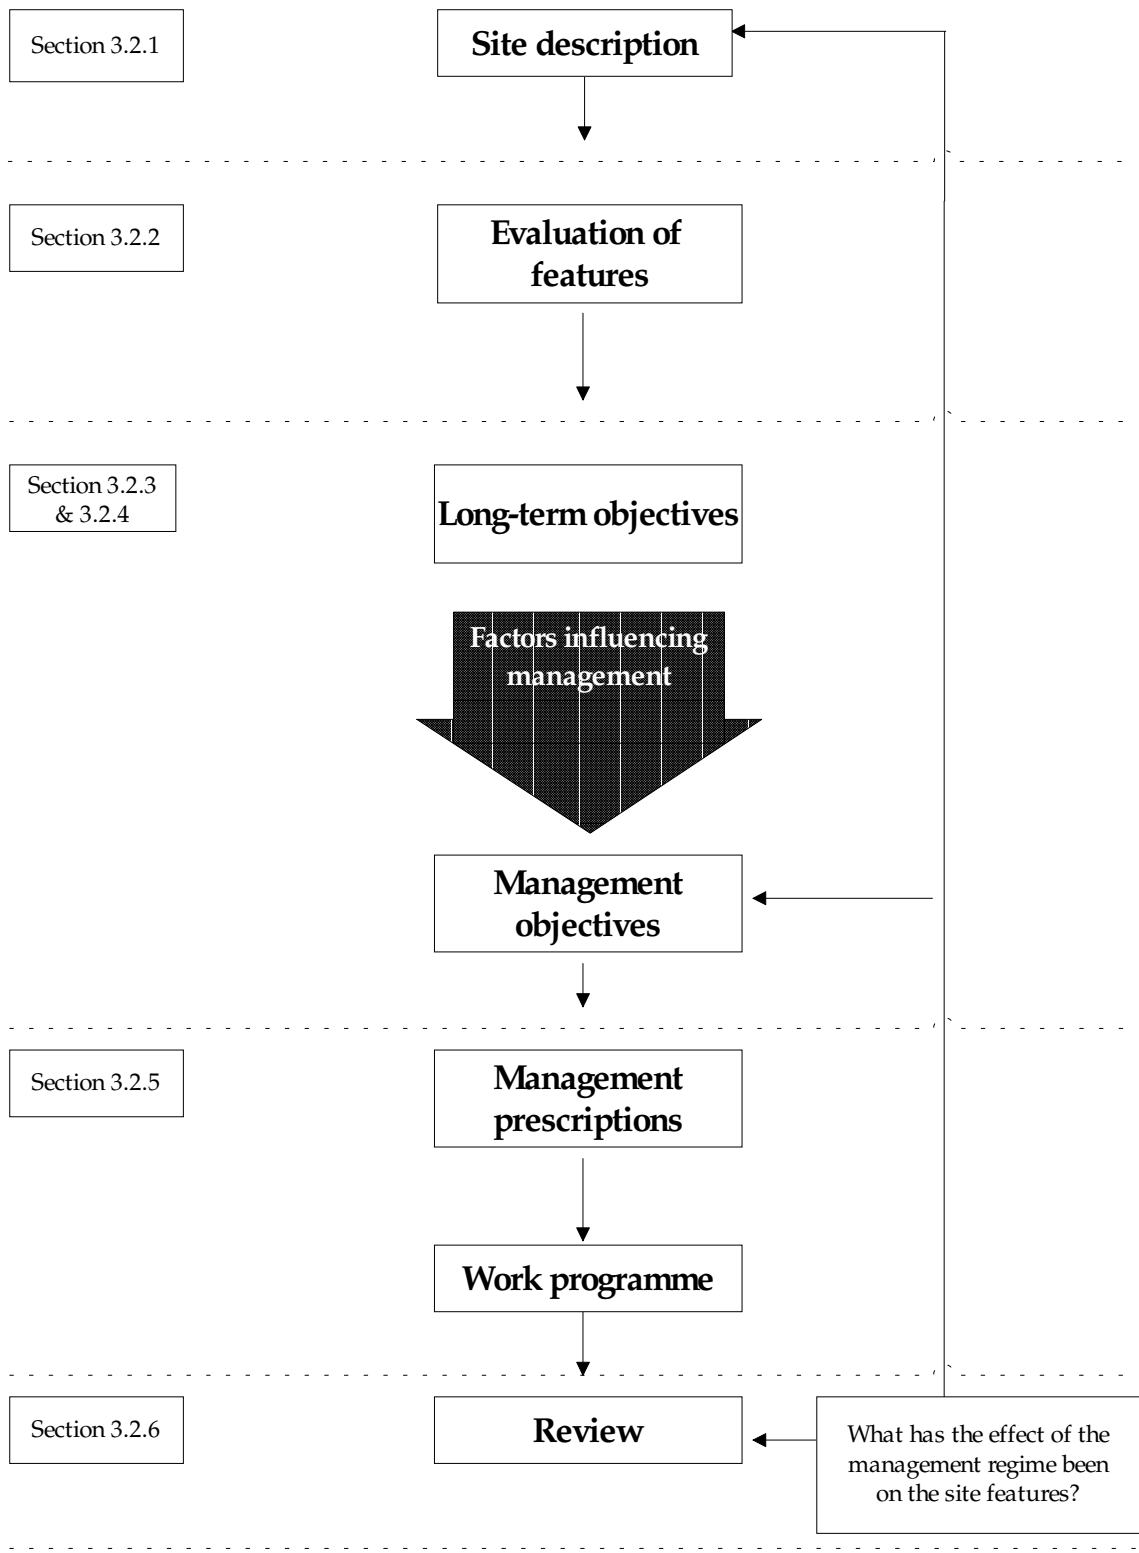 Section 3.2.1
Site description
Section 3.2.2
Evaluation of
features
Section 3.2.3
& 3.2.4
Long-term objectives
Factors influencing
management
Management
objectives
Section 3.2.5
Management
prescriptions
Work programme
Section 3.2.6
Review
What has the effect of the
management regime been
on the site features?